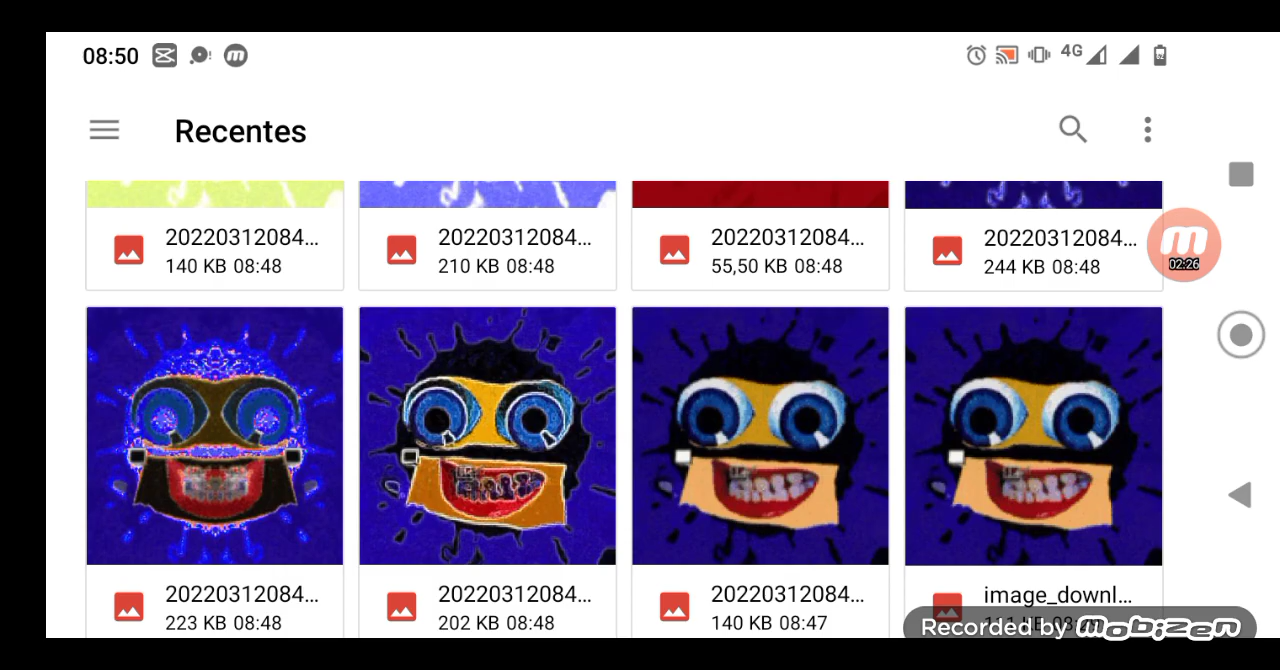 08:50
4G
Recentes
20220312084...
140 KB 08:48
20220312084...
210 KB 08:48
20220312084...
55,50 KB 08:48
20220312084...
244 KB 08:48
m
02:26
20220312084...
223 KB 08:48
20220312084...
202 KB 08:48
20220312084...
140 KB 08:47
image_downl...
Recorded by mobizen